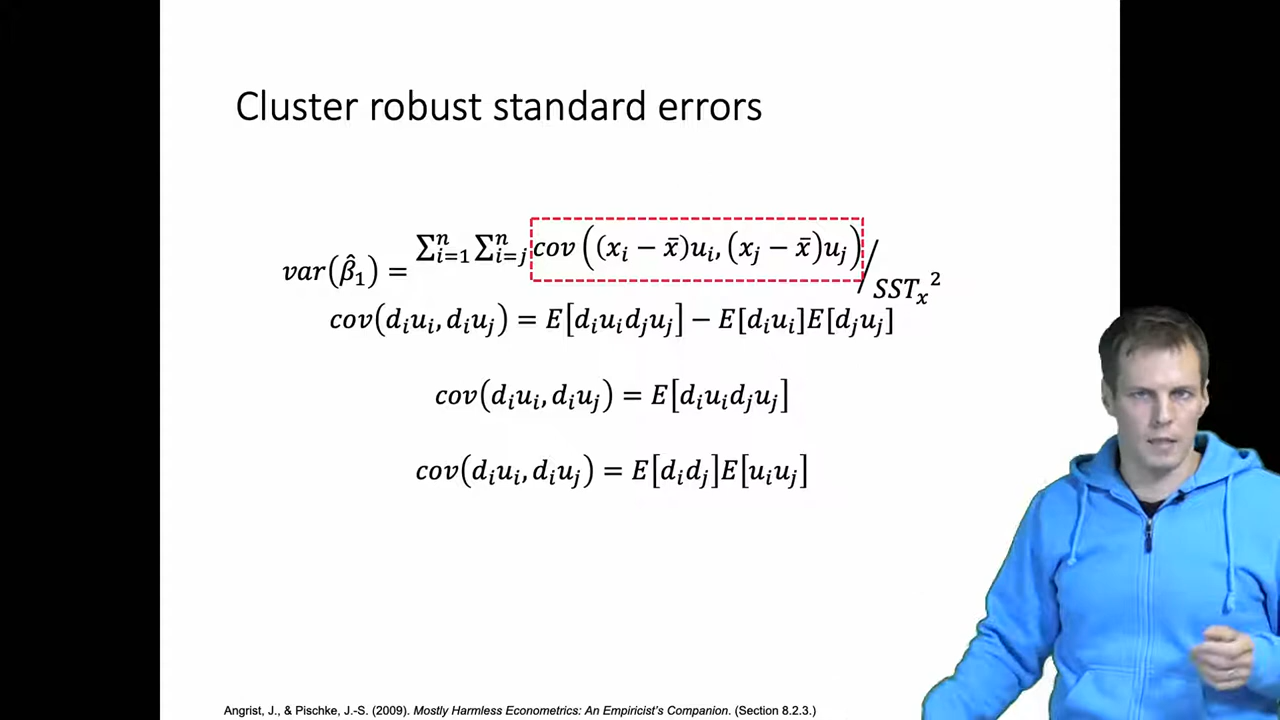 Cluster robust standard errors
var(β̂₁) = ∑ⁿᵢ₌₁ ∑ⁿᵢ₌ⱼ cov((xᵢ − x̄)uᵢ, (xⱼ − x̄)uⱼ) / SSTₓ²
cov(dᵢuᵢ, dᵢuⱼ) = E[dᵢuᵢdⱼuⱼ] − E[dᵢuᵢ]E[dⱼuⱼ]
cov(dᵢuᵢ, dᵢuⱼ) = E[dᵢuᵢdⱼuⱼ]
cov(dᵢuᵢ, dᵢuⱼ) = E[dᵢdⱼ]E[uᵢuⱼ]
Angrist, J., & Pischke, J.-S. (2009). Mostly Harmless Econometrics: An Empiricist's Companion. (Section 8.2.3.)